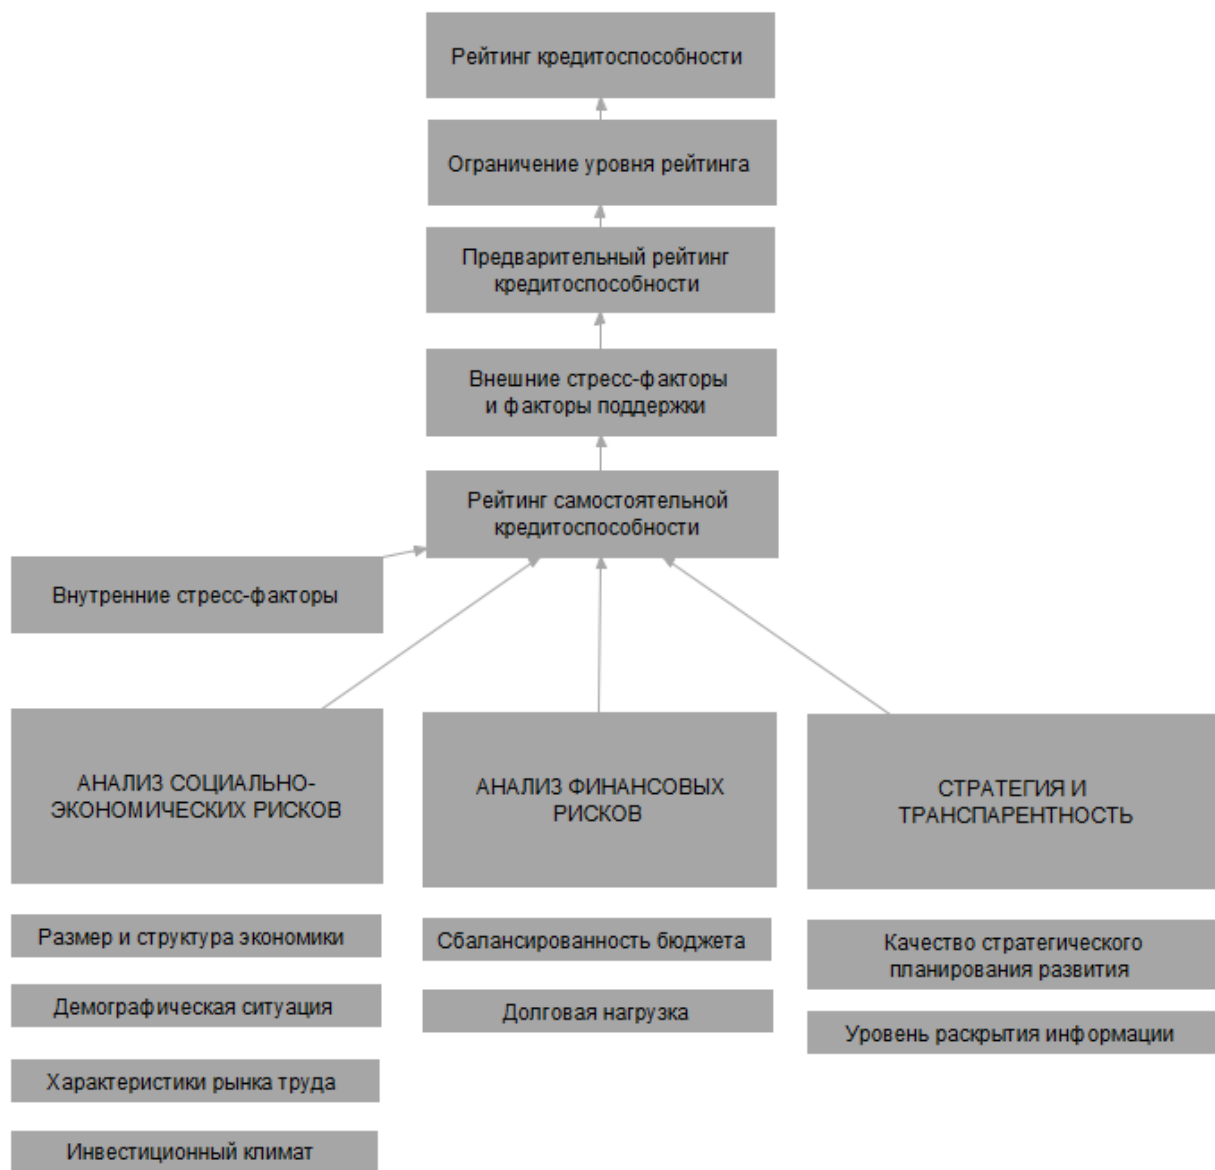 Рейтинг кредитоспособности
Ограничение уровня рейтинга
Предварительный рейтинг
кредитоспособности
Внешние стресс-факторы
и факторы поддержки
Рейтинг самостоятельной
кредитоспособности
Внутренние стресс-факторы
АНАЛИЗ СОЦИАЛЬНО-
ЭКОНОМИЧЕСКИХ РИСКОВ
Размер и структура экономики
Демографическая ситуация
Характеристики рынка труда
Инвестиционный климат
АНАЛИЗ ФИНАНСОВЫХ
РИСКОВ
Сбалансированность бюджета
Долговая нагрузка
СТРАТЕГИЯ И
ТРАНСПАРЕНТНОСТЬ
Качество стратегического
планирования развития
Уровень раскрытия информации